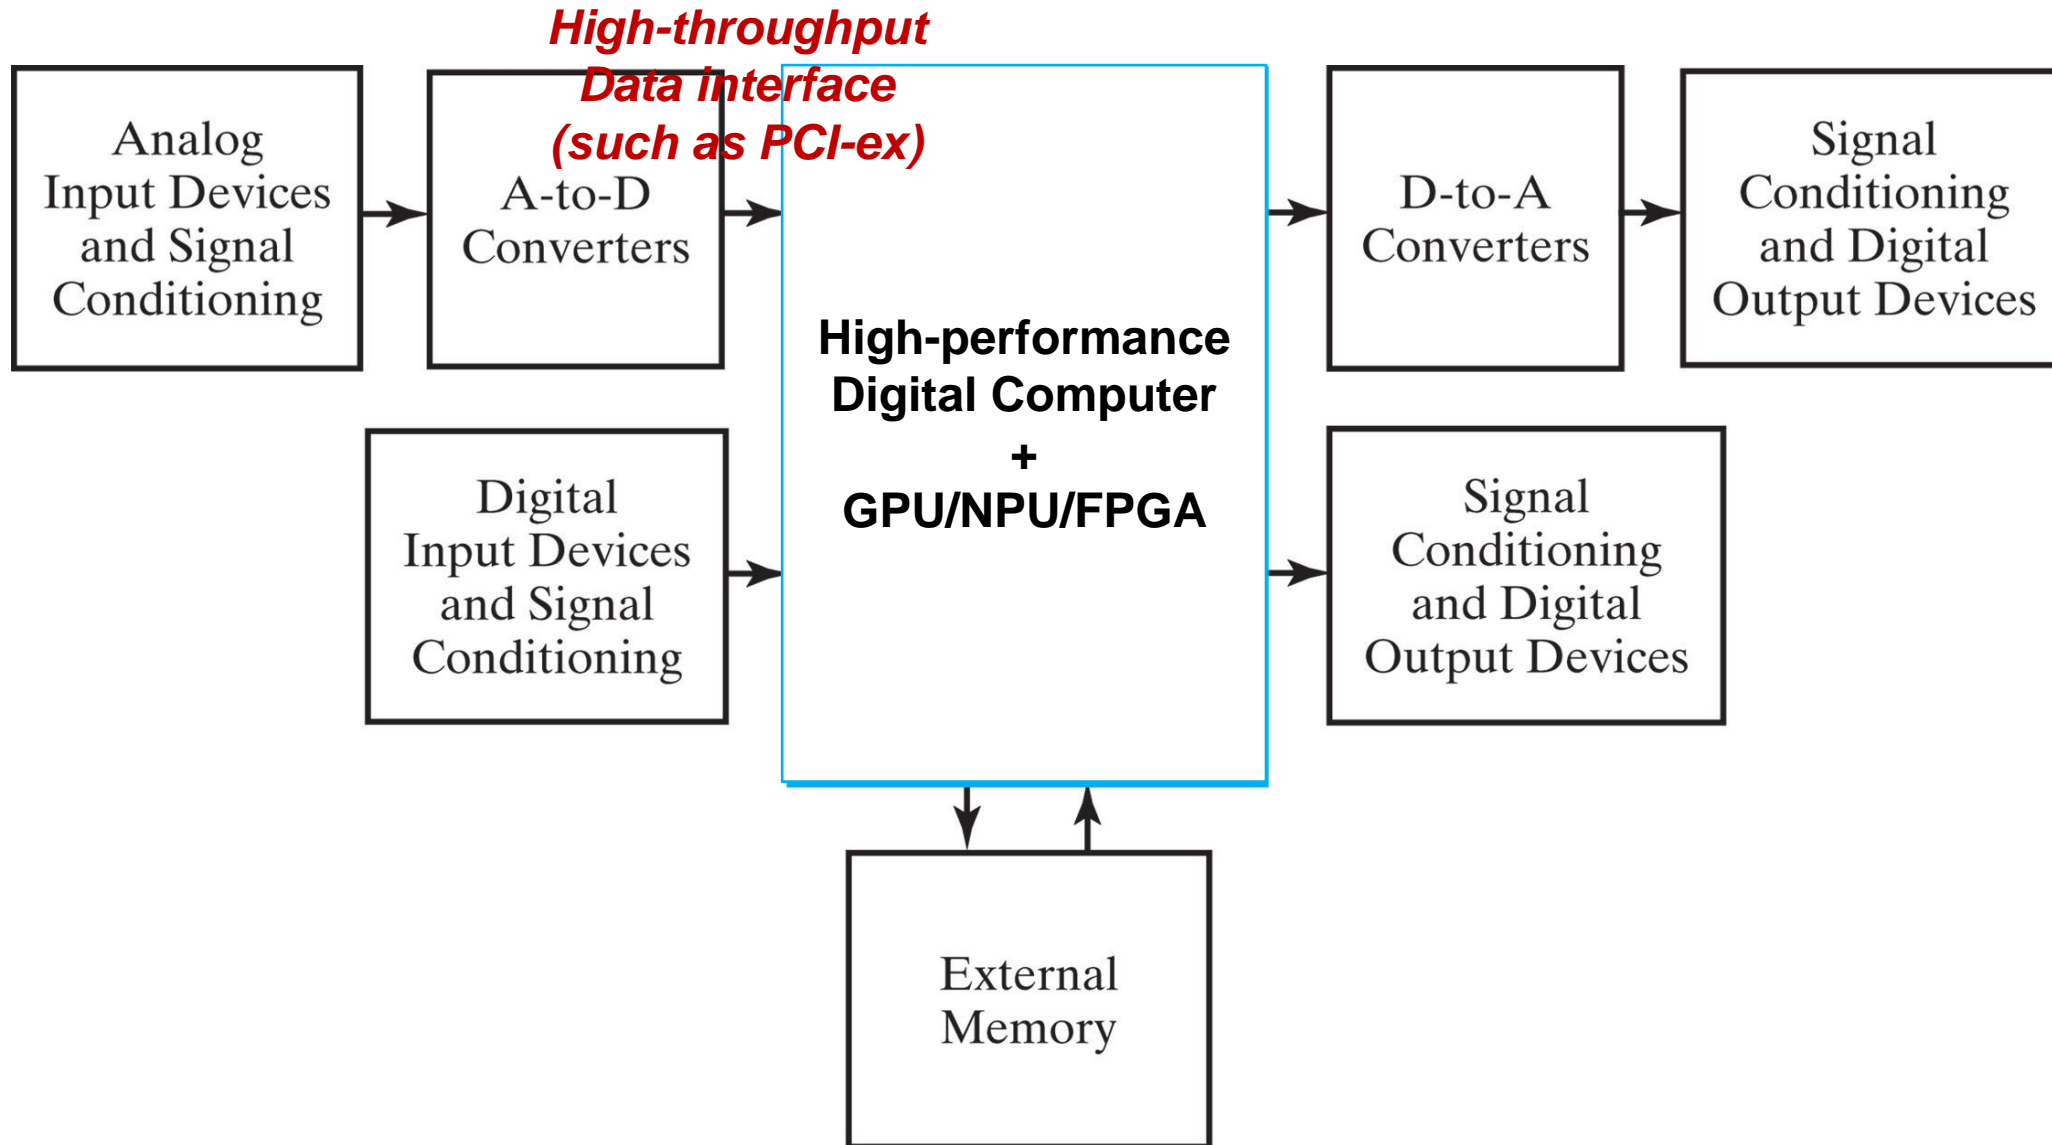 High-throughput
Data interface
(such as PCI-ex)
Analog
Input Devices
and Signal
Conditioning
A-to-D
Converters
High-performance
Digital Computer
+
GPU/NPU/FPGA
D-to-A
Converters
Signal
Conditioning
and Digital
Output Devices
Digital
Input Devices
and Signal
Conditioning
Signal
Conditioning
and Digital
Output Devices
External
Memory